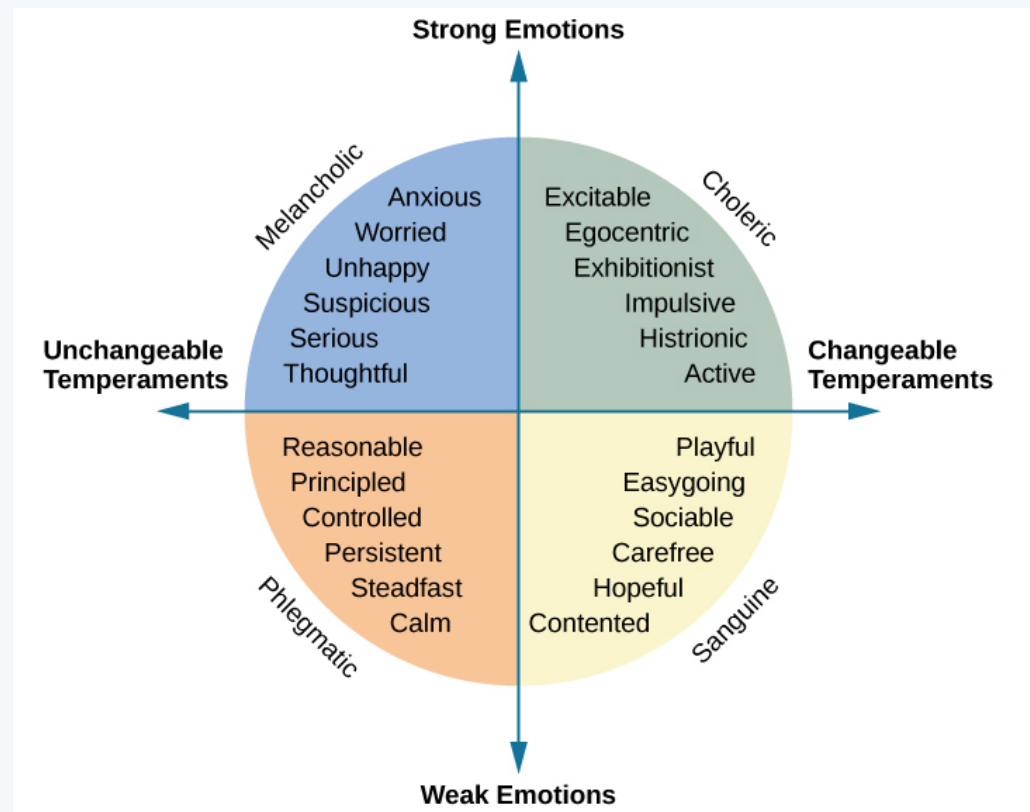 Strong Emotions
Melancholic
Choleric
Anxious
Worried
Unhappy
Suspicious
Serious
Thoughtful
Excitable
Egocentric
Exhibitionist
Impulsive
Histrionic
Active
Unchangeable
Temperaments
Changeable
Temperaments
Reasonable
Principled
Controlled
Persistent
Steadfast
Calm
Playful
Easygoing
Sociable
Carefree
Hopeful
Contented
Phlegmatic
Sanguine
Weak Emotions